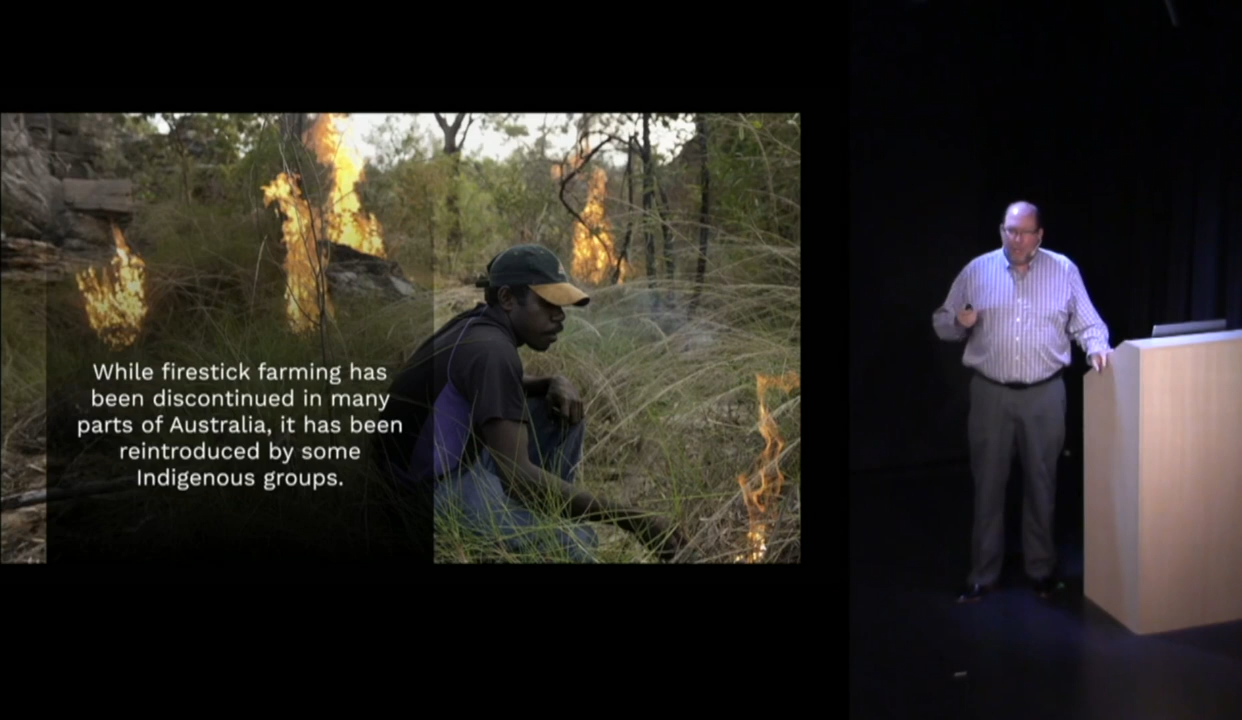 While firestick farming has
been discontinued in many
parts of Australia, it has been
reintroduced by some
Indigenous groups.